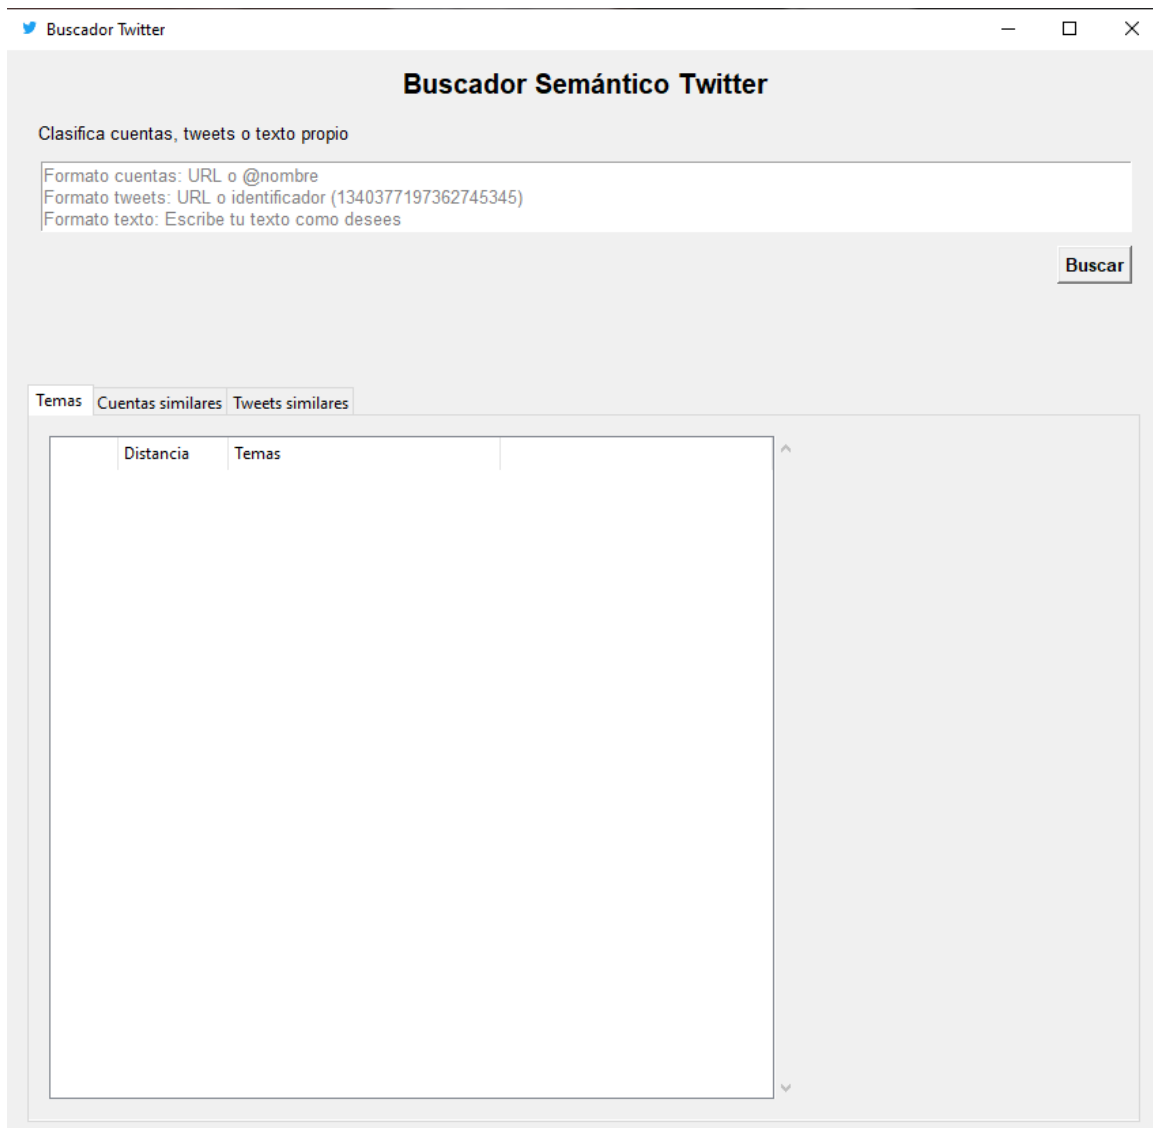 Buscador Twitter
Buscador Semántico Twitter
Clasifica cuentas, tweets o texto propio
Formato cuentas: URL o @nombre
Formato tweets: URL o identificador (1340377197362745345)
Formato texto: Escribe tu texto como desees
Buscar
Temas Cuentas similares Tweets similares
Distancia Temas